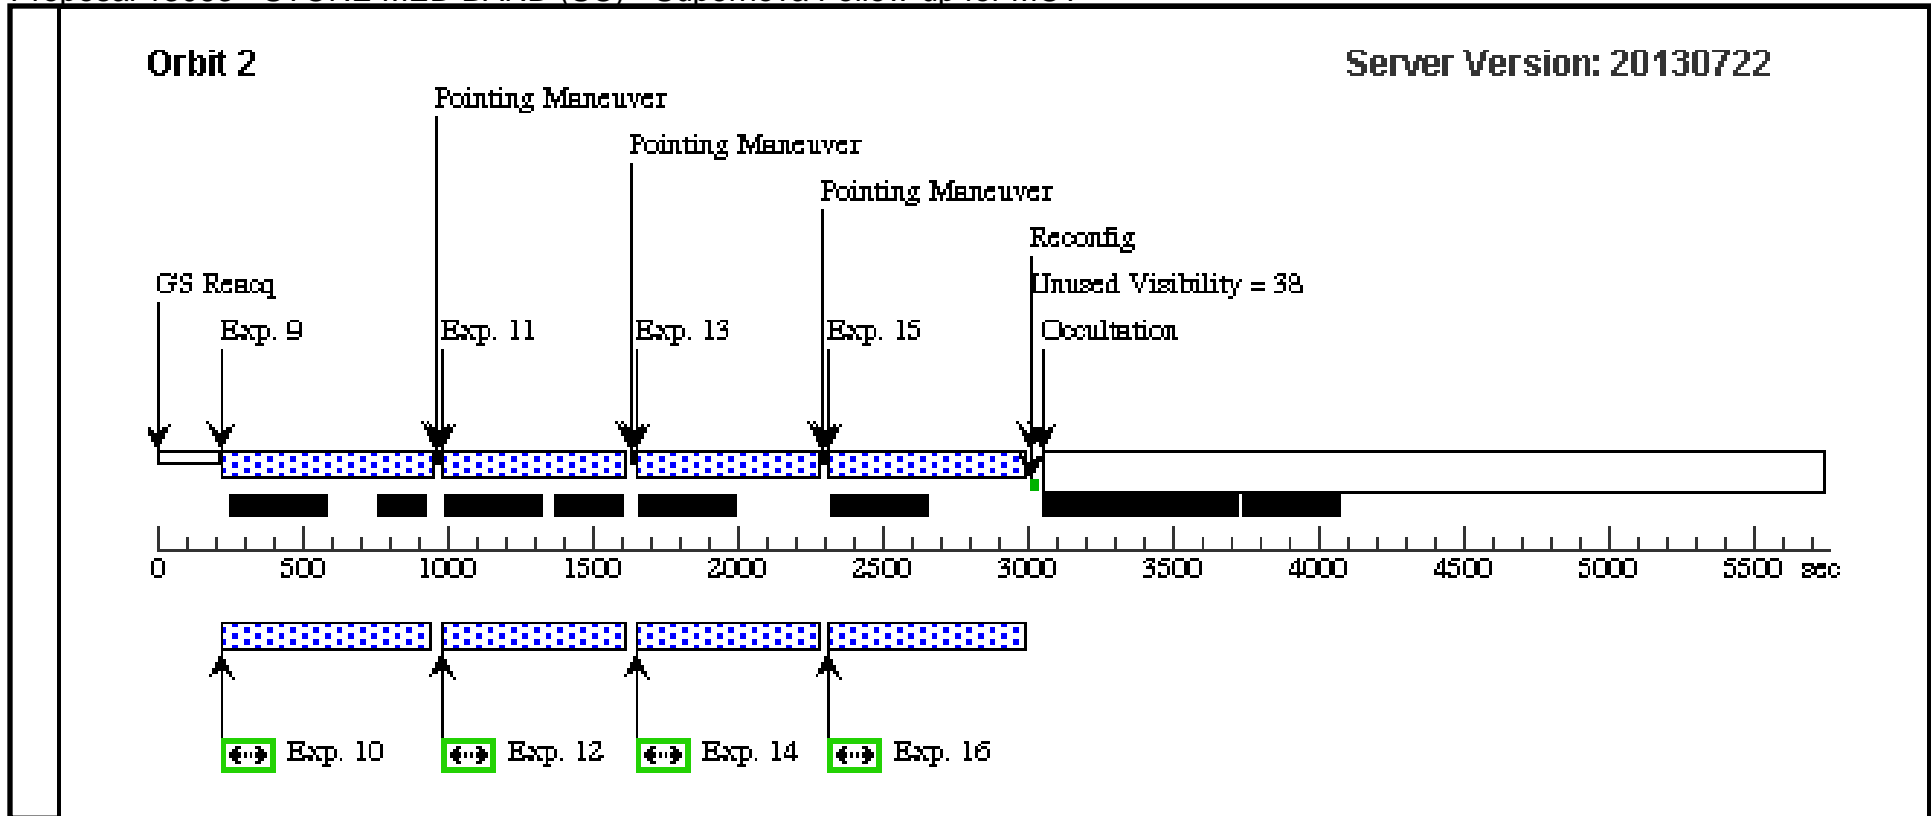 Orbit 2
Server Version: 20130722
Pointing Maneuver
Pointing Maneuver
Pointing Maneuver
Reconfig
GS Reacq
Unused Visibility = 38
Exp. 9
Exp. 11
Exp. 13
Exp. 15
Occultation
0 500 1000 1500 2000 2500 3000 3500 4000 4500 5000 5500 sec
Exp. 10
Exp. 12
Exp. 14
Exp. 16